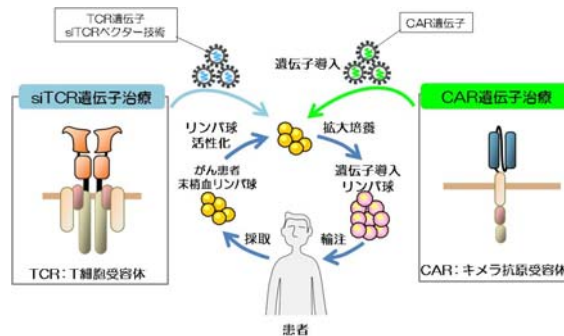 TCR遺伝子
siTCRベクター技術
CAR遺伝子
遺伝子導入
siTCR遺伝子治療
CAR遺伝子治療
リンパ球
活性化
拡大培養
がん患者
末梢血リンパ球
遺伝子導入
リンパ球
採取
輸注
TCR：T細胞受容体
CAR：キメラ抗原受容体
患者